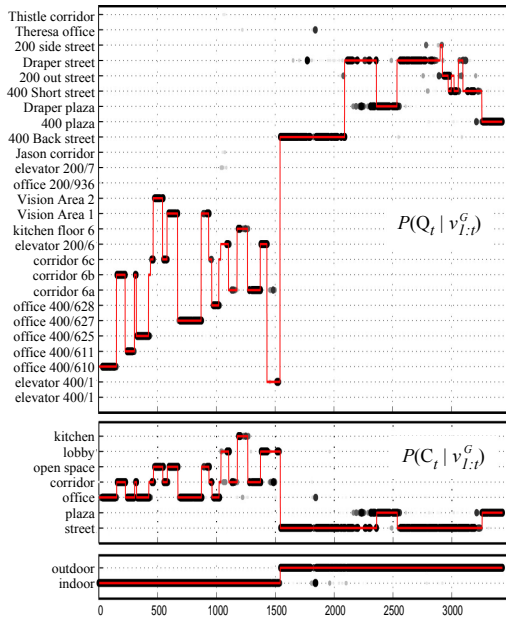 Thistle corridor
Theresa office
200 side street
Draper street
200 out street
400 Short street
Draper plaza
400 plaza
400 Back street
Jason corridor
elevator 200/7
office 200/936
Vision Area 2
Vision Area 1
kitchen floor 6
elevator 200/6
corridor 6c
corridor 6b
corridor 6a
office 400/628
office 400/627
office 400/625
office 400/611
office 400/610
elevator 400/1
elevator 400/1
P(Q_t | v^G_{1:t})
kitchen
lobby
open space
corridor
office
plaza
street
P(C_t | v^G_{1:t})
outdoor
indoor
0 500 1000 1500 2000 2500 3000